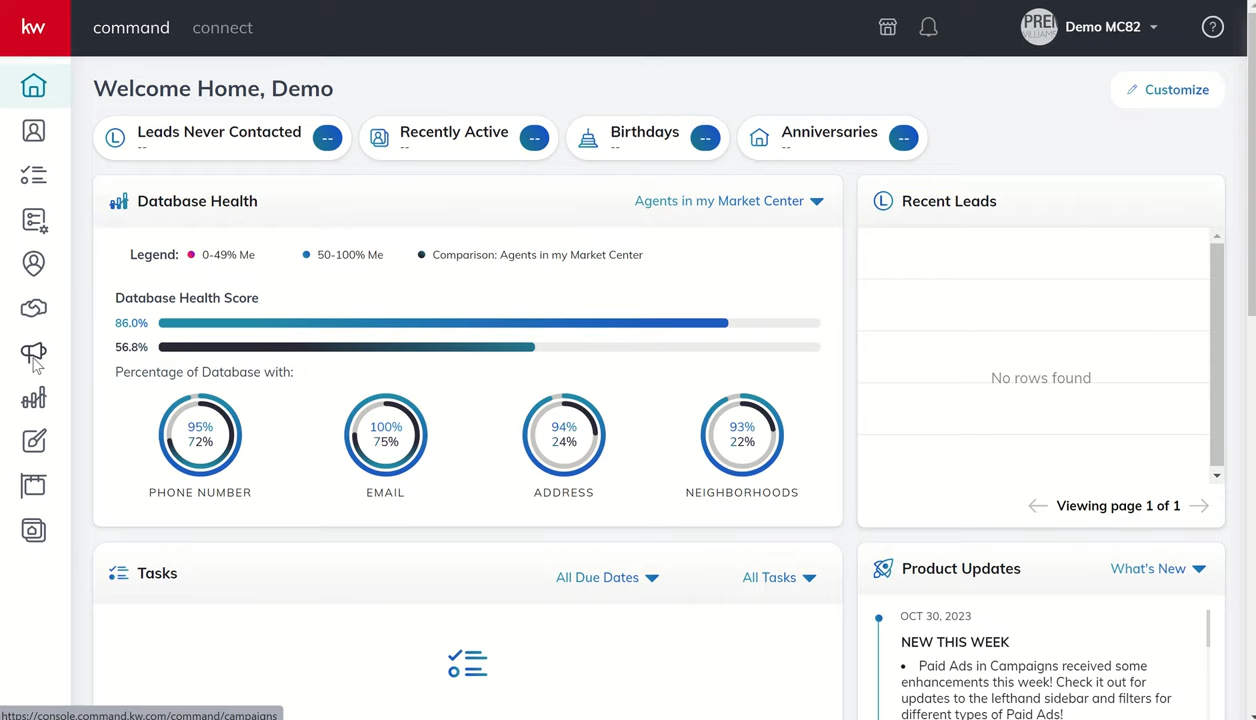 kw
command connect
PREI
WILLIAMS
Demo MC82
?
Welcome Home, Demo
Customize
L Leads Never Contacted
--
--
Recently Active
--
--
Birthdays
--
--
Anniversaries
--
--
Database Health
Agents in my Market Center
Legend: 0-49% Me 50-100% Me Comparison: Agents in my Market Center
Database Health Score
86.0%
56.8%
Percentage of Database with:
95%
72%
PHONE NUMBER
100%
75%
EMAIL
94%
24%
ADDRESS
93%
22%
NEIGHBORHOODS
L Recent Leads
No rows found
Viewing page 1 of 1
Tasks
All Due Dates
All Tasks
Product Updates
What's New
OCT 30, 2023
NEW THIS WEEK
• Paid Ads in Campaigns received some
enhancements this week! Check it out for
updates to the lefthand sidebar and filters for
different types of Paid Ads!
https://console.command.kw.com/command/campaigns